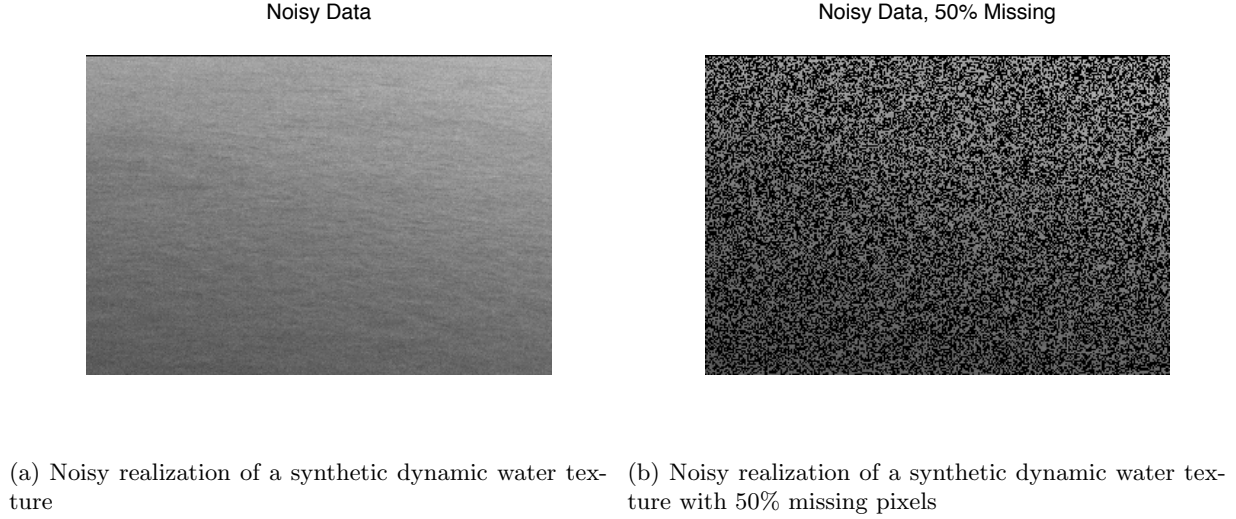 Noisy Data
Noisy Data, 50% Missing
(a) Noisy realization of a synthetic dynamic water tex-
ture
(b) Noisy realization of a synthetic dynamic water tex-
ture with 50% missing pixels